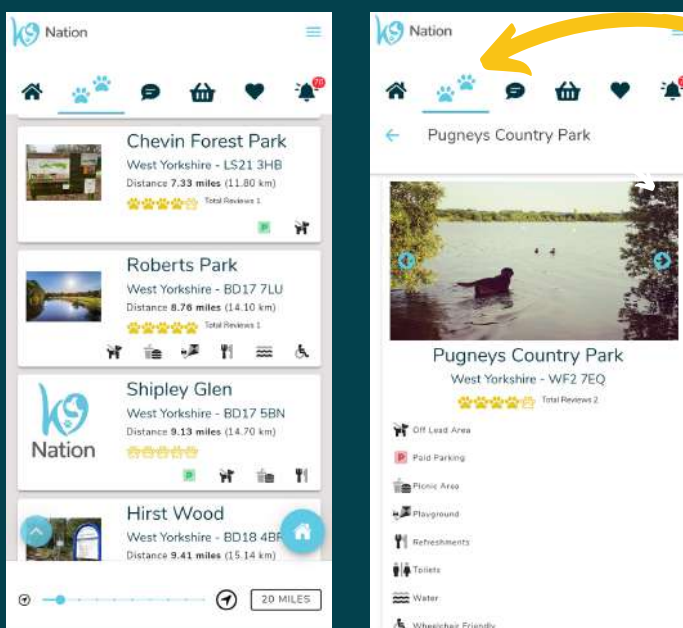 Nation
78
Chevin Forest Park
West Yorkshire - LS21 3HB
Distance 7.33 miles (11.80 km)
Total Reviews 1
P
Roberts Park
West Yorkshire - BD17 7LU
Distance 8.76 miles (14.10 km)
Total Reviews 1
k9
Nation
Shipley Glen
West Yorkshire - BD17 5BN
Distance 9.13 miles (14.70 km)
P
Hirst Wood
West Yorkshire - BD18 4BF
Distance 9.41 miles (15.14 km)
20 MILES
Nation
Pugneys Country Park
Pugneys Country Park
West Yorkshire - WF2 7EQ
Total Reviews 2
Off Lead Area
P
Paid Parking
Picnic Area
Playground
Refreshments
Toilets
Water
Wheelchair Friendly